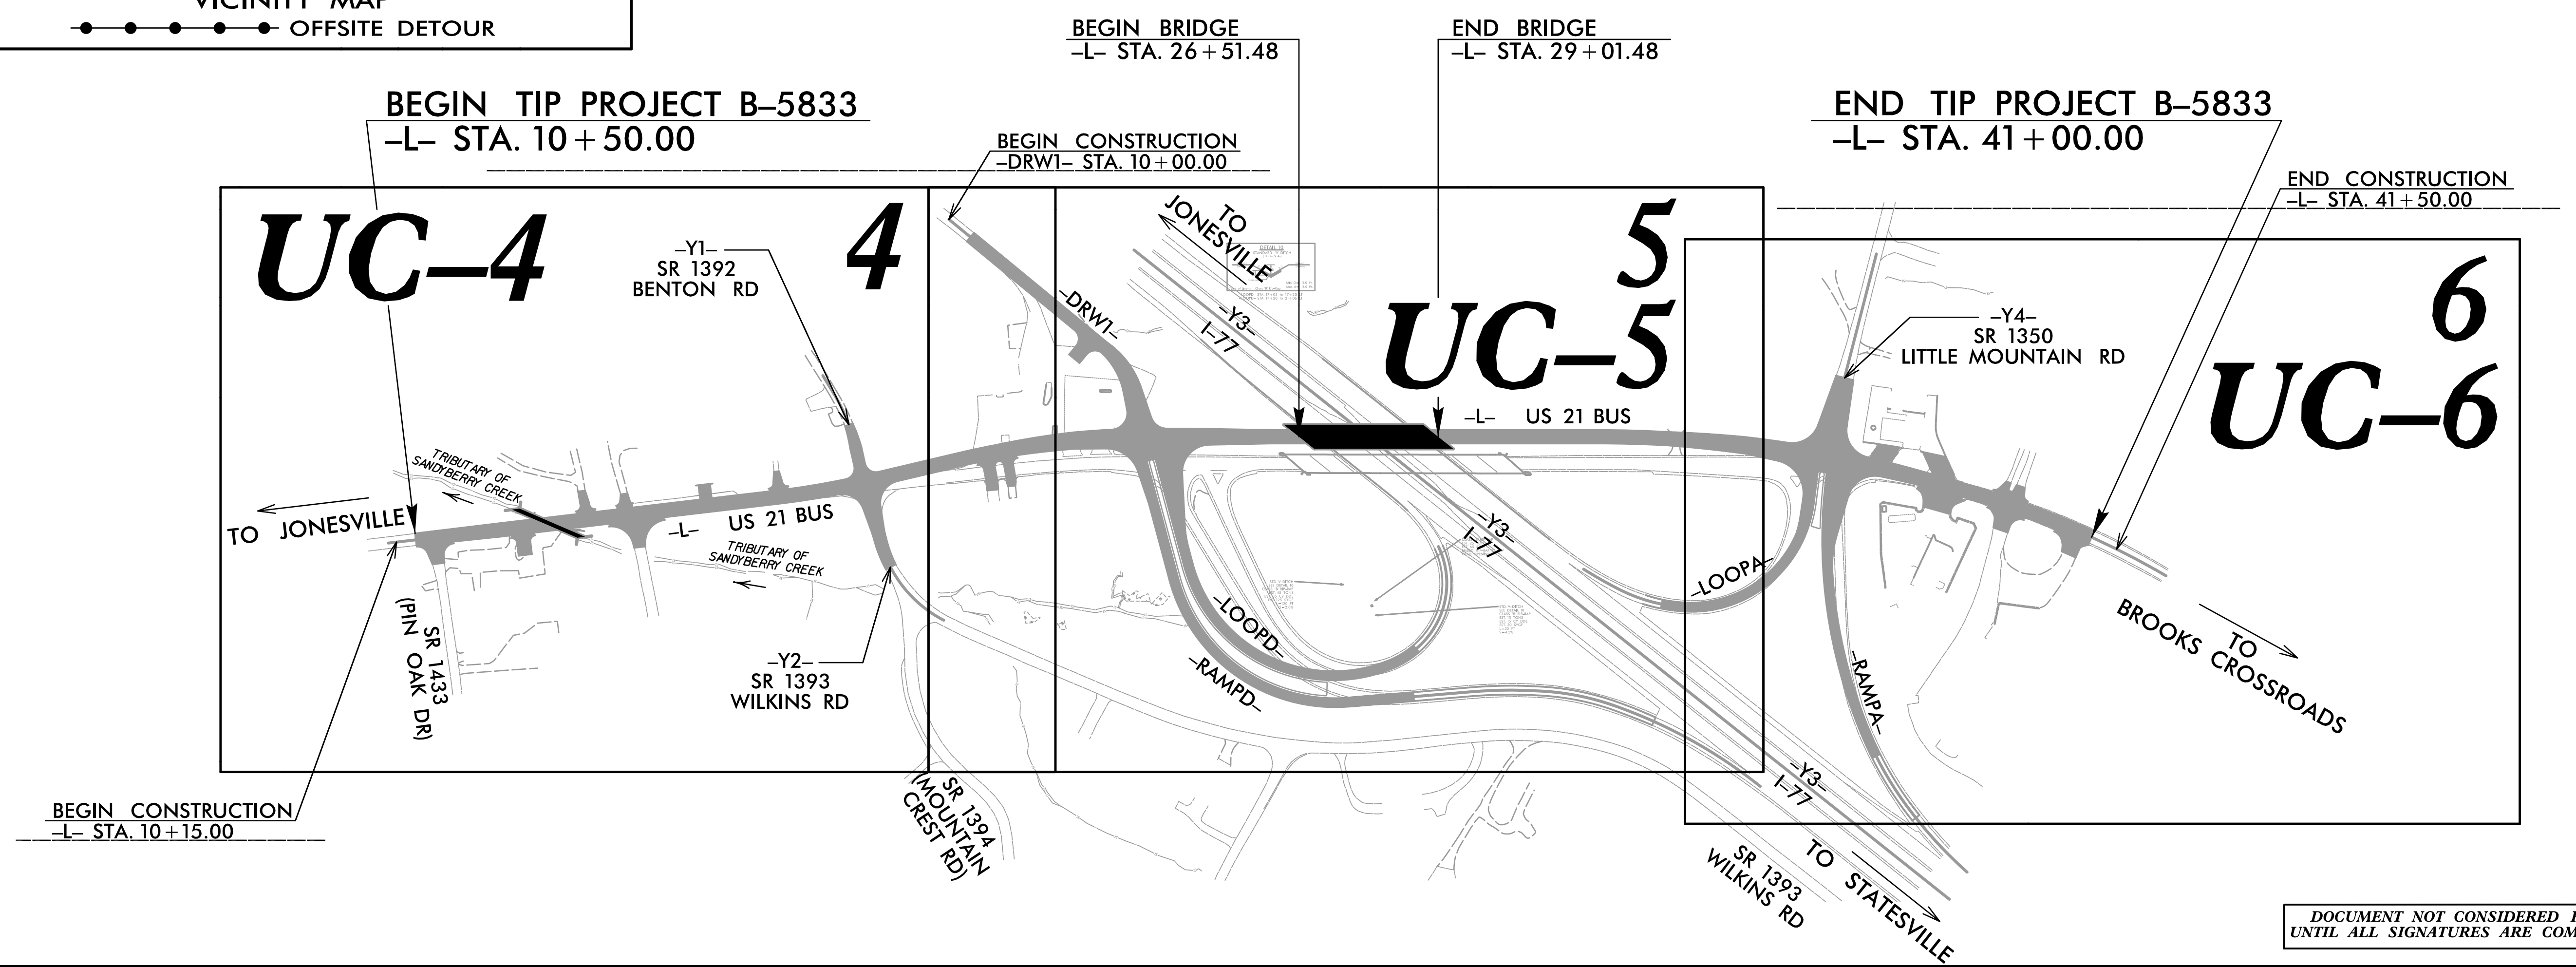 VICINITY MAP
OFFSITE DETOUR
BEGIN BRIDGE
–L– STA. 26+51.48
END BRIDGE
–L– STA. 29+01.48
BEGIN TIP PROJECT B–5833
–L– STA. 10+50.00
BEGIN CONSTRUCTION
–DRW1– STA. 10+00.00
END TIP PROJECT B–5833
–L– STA. 41+00.00
END CONSTRUCTION
–L– STA. 41+50.00
UC–4
4
–Y1–
SR 1392
BENTON RD
TO
JONESVILLE
5
UC–5
6
UC–6
–DRW1–
–Y3–
I–77
–L– US 21 BUS
–Y4–
SR 1350
LITTLE MOUNTAIN RD
TRIBUTARY OF
SANDYBERRY CREEK
TO JONESVILLE
–L– US 21 BUS
TRIBUTARY OF
SANDYBERRY CREEK
–Y3–
I–77
–LOOPA–
–LOOPD–
–RAMPD–
–RAMPA–
SR 1433
(PIN OAK DR)
–Y2–
SR 1393
WILKINS RD
TO
BROOKS CROSSROADS
BEGIN CONSTRUCTION
–L– STA. 10+15.00
SR 1394
(MOUNTAIN
CREST RD)
–Y3–
I–77
SR 1393
WILKINS RD
TO STATESVILLE
DOCUMENT NOT CONSIDERED
UNTIL ALL SIGNATURES ARE